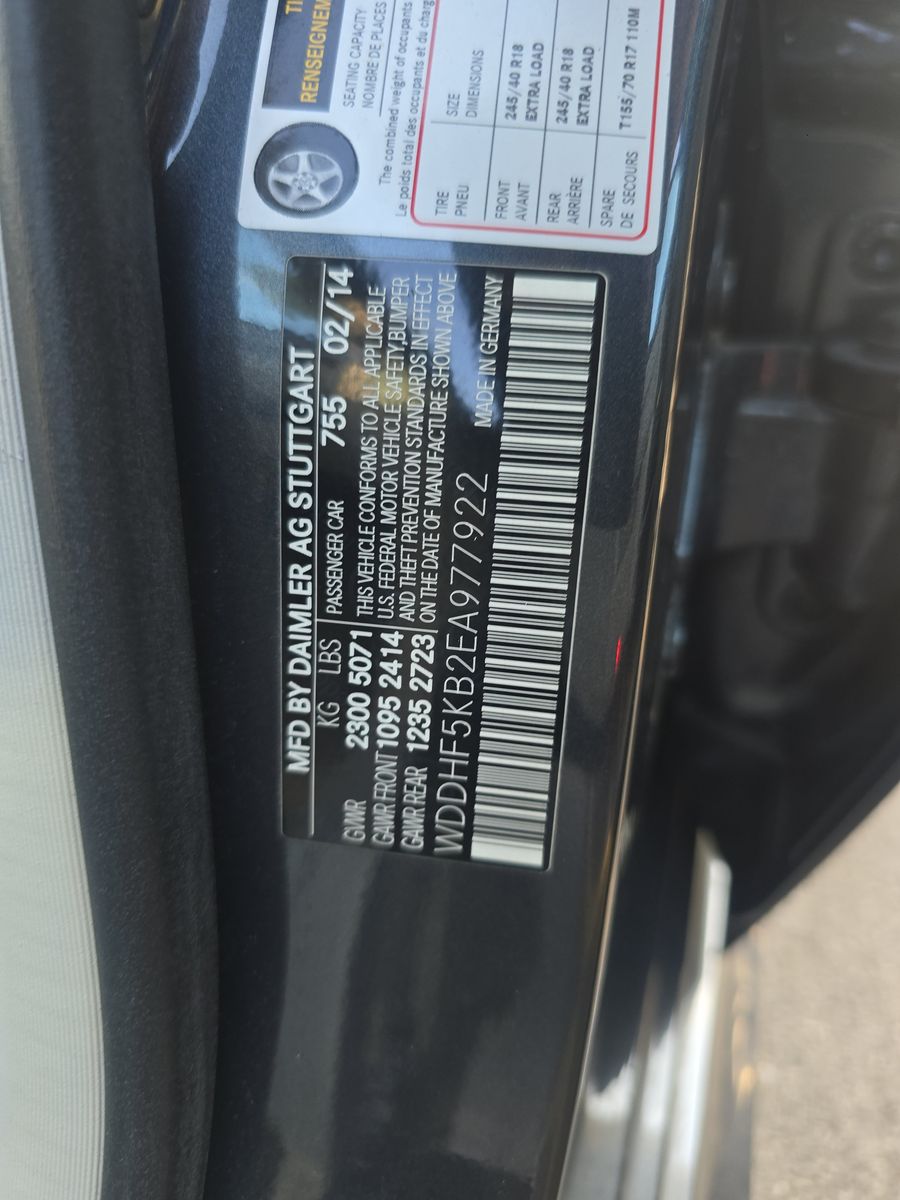 MFD BY DAIMLER AG STUTTGART
KG LBS PASSENGER CAR 755 02/14
GVWR 2300 5071 THIS VEHICLE CONFORMS TO ALL APPLICABLE
GAWR FRONT 1095 2414 U.S. FEDERAL MOTOR VEHICLE SAFETY,BUMPER
GAWR REAR 1235 2723 AND THEFT PREVENTION STANDARDS IN EFFECT
ON THE DATE OF MANUFACTURE SHOWN ABOVE
WDDHF5KB2EA977922 MADE IN GERMANY
SEATING CAPACITY
NOMBRE DE PLACES
The combined weight of occupants
Le poids total des occupants et du
TIRE SIZE
PNEU DIMENSIONS
FRONT 245/40 R18
AVANT EXTRA LOAD
REAR 245/40 R18
ARRIÈRE EXTRA LOAD
SPARE T155/70 R17 110M
DE SECOURS